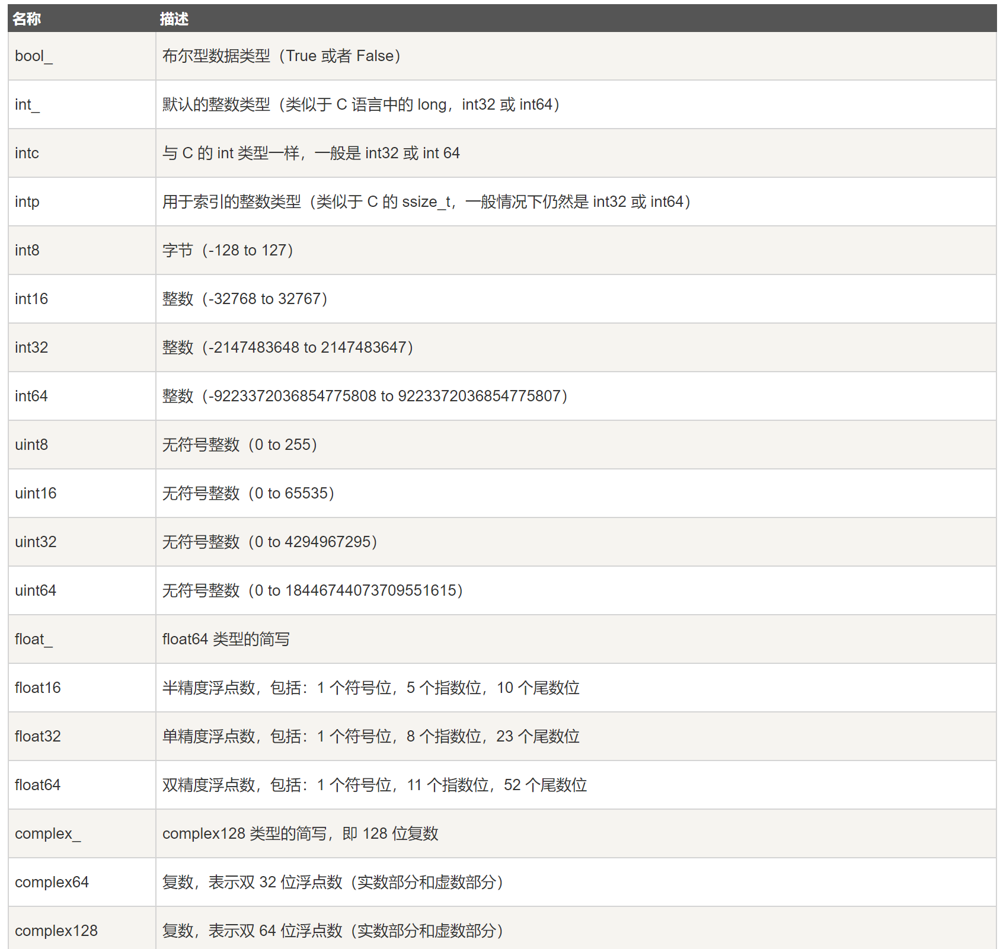 名称 描述
bool_ 布尔型数据类型（True 或者 False）
int_ 默认的整数类型（类似于 C 语言中的 long，int32 或 int64）
intc 与 C 的 int 类型一样，一般是 int32 或 int 64
intp 用于索引的整数类型（类似于 C 的 ssize_t，一般情况下仍然是 int32 或 int64）
int8 字节（-128 to 127）
int16 整数（-32768 to 32767）
int32 整数（-2147483648 to 2147483647）
int64 整数（-9223372036854775808 to 9223372036854775807）
uint8 无符号整数（0 to 255）
uint16 无符号整数（0 to 65535）
uint32 无符号整数（0 to 4294967295）
uint64 无符号整数（0 to 18446744073709551615）
float_ float64 类型的简写
float16 半精度浮点数，包括：1 个符号位，5 个指数位，10 个尾数位
float32 单精度浮点数，包括：1 个符号位，8 个指数位，23 个尾数位
float64 双精度浮点数，包括：1 个符号位，11 个指数位，52 个尾数位
complex_ complex128 类型的简写，即 128 位复数
complex64 复数，表示双 32 位浮点数（实数部分和虚数部分）
complex128 复数，表示双 64 位浮点数（实数部分和虚数部分）